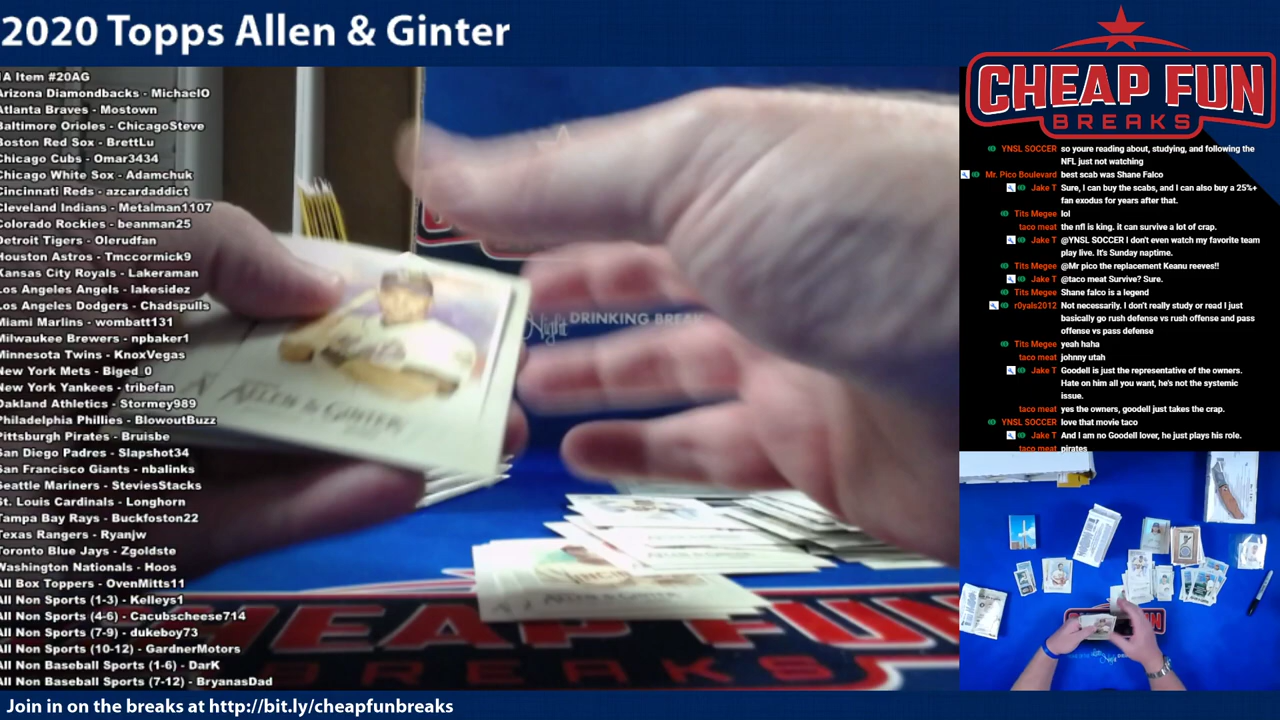 2020 Topps Allen & Ginter
1A Item #20AG
Arizona Diamondbacks - MichaelO
Atlanta Braves - Mostown
Baltimore Orioles - ChicagoSteve
Boston Red Sox - BrettLu
Chicago Cubs - Omar3434
Chicago White Sox - Adamchuk
Cincinnati Reds - azcardaddict
Cleveland Indians - Metalman1107
Colorado Rockies - beanman25
Detroit Tigers - Olerudfan
Houston Astros - Tmccormick9
Kansas City Royals - Lakeraman
Los Angeles Angels - lakesidez
Los Angeles Dodgers - Chadspulls
Miami Marlins - wombatt131
Milwaukee Brewers - npbaker1
Minnesota Twins - KnoxVegas
New York Mets - Biged_0
New York Yankees - tribefan
Oakland Athletics - Stormey989
Philadelphia Phillies - BlowoutBuzz
Pittsburgh Pirates - Bruisbe
San Diego Padres - Slapshot34
San Francisco Giants - nbalinks
Seattle Mariners - SteviesStacks
St. Louis Cardinals - Longhorn
Tampa Bay Rays - Buckfoston22
Texas Rangers - Ryanjw
Toronto Blue Jays - Zgoldste
Washington Nationals - Hoos
All Box Toppers - OvenMitts11
All Non Sports (1-3) - Kelleys1
All Non Sports (4-6) - Cacubscheese714
All Non Sports (7-9) - dukeboy73
All Non Sports (10-12) - GardnerMotors
All Non Baseball Sports (1-6) - DarK
All Non Baseball Sports (7-12) - BryanasDad
ALLEN & GINTER
Night DRINKING BREAK
CHEAP FUN
BREAKS
CHEAP FUN
BREAKS
YNSL SOCCER so youre reading about, studying, and following the
NFL just not watching
Mr. Pico Boulevard best scab was Shane Falco
Jake T Sure, I can buy the scabs, and I can also buy a 25%+
fan exodus for years after that.
Tits Megee lol
taco meat the nfl is king. it can survive a lot of crap.
Jake T @YNSL SOCCER I don't even watch my favorite team
play live. It's Sunday naptime.
Tits Megee @Mr pico the replacement Keanu reeves!!
Jake T @taco meat Survive? Sure.
Tits Megee Shane falco is a legend
r0yals2012 Not necessarily. I don't really study or read I just
basically go rush defense vs rush offense and pass
offense vs pass defense
Tits Megee yeah haha
taco meat johnny utah
Jake T Goodell is just the representative of the owners.
Hate on him all you want, he's not the systemic
issue.
taco meat yes the owners, goodell just takes the crap.
YNSL SOCCER love that movie taco
Jake T And I am no Goodell lover, he just plays his role.
taco meat pirates
Join in on the breaks at http://bit.ly/cheapfunbreaks